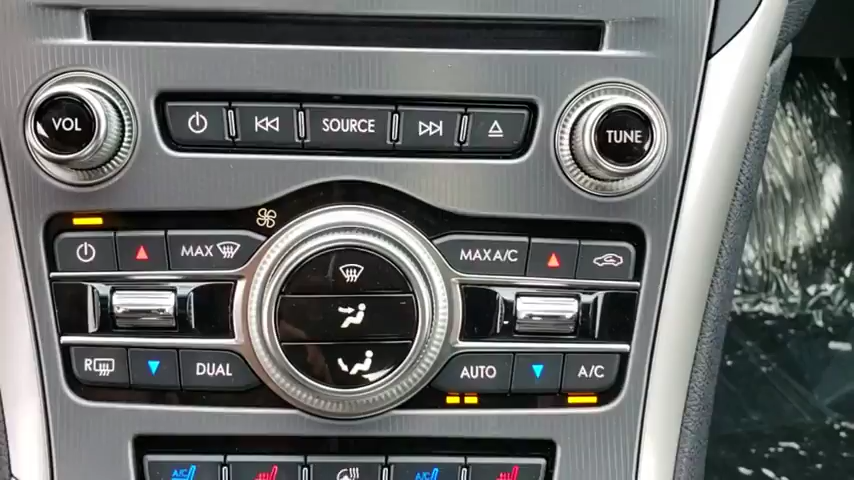 VOL SOURCE TUNE
MAX MAX A/C
R DUAL AUTO A/C
A/C A/C